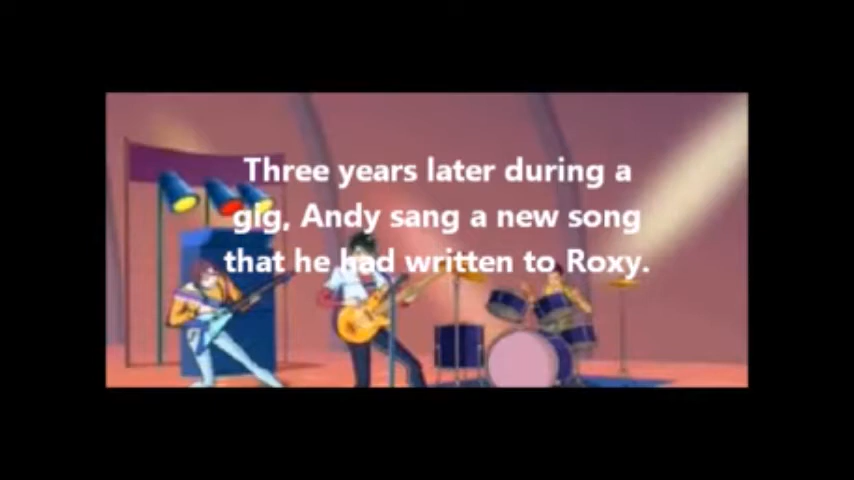 Three years later during a
gig, Andy sang a new song
that he had written to Roxy.